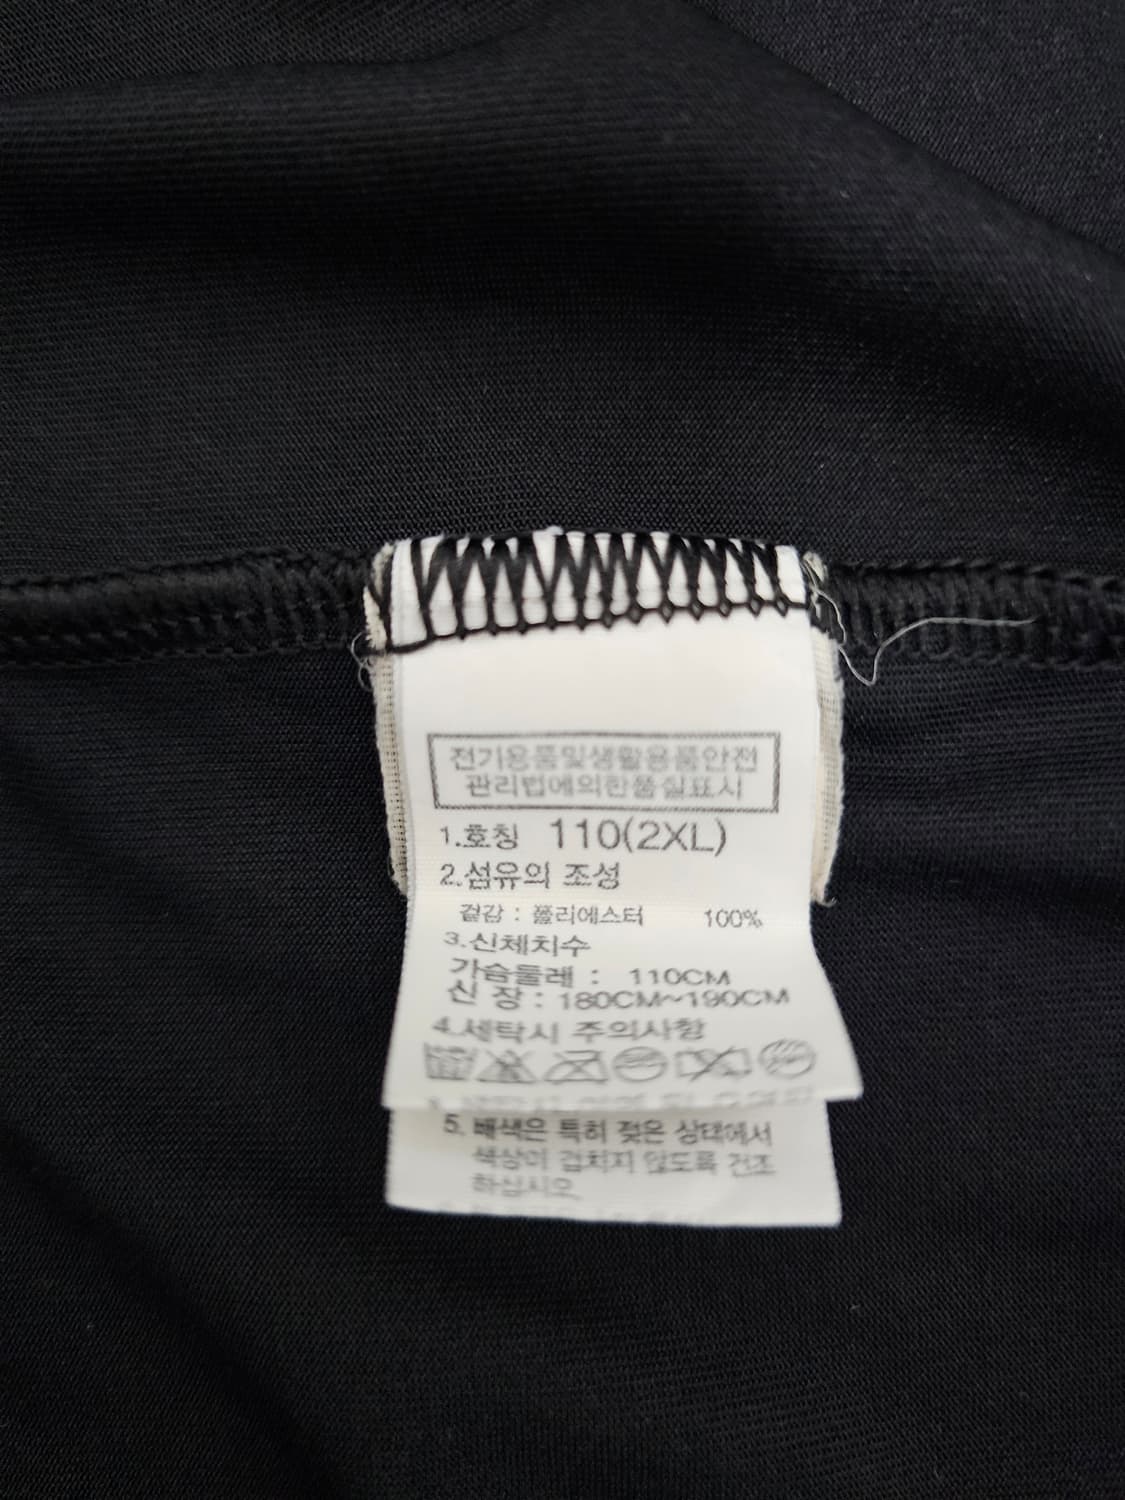 전기용품및생활용품안전
관리법에의한품질표시
1.호칭 110(2XL)
2.섬유의 조성
겉감 : 폴리에스터 100%
3.신체치수
가슴둘레 : 110CM
신 장 : 180CM~190CM
4.세탁시 주의사항
5. 배색은 특히 젖은 상태에서
색상이 겹치지 않도록 건조
하십시오